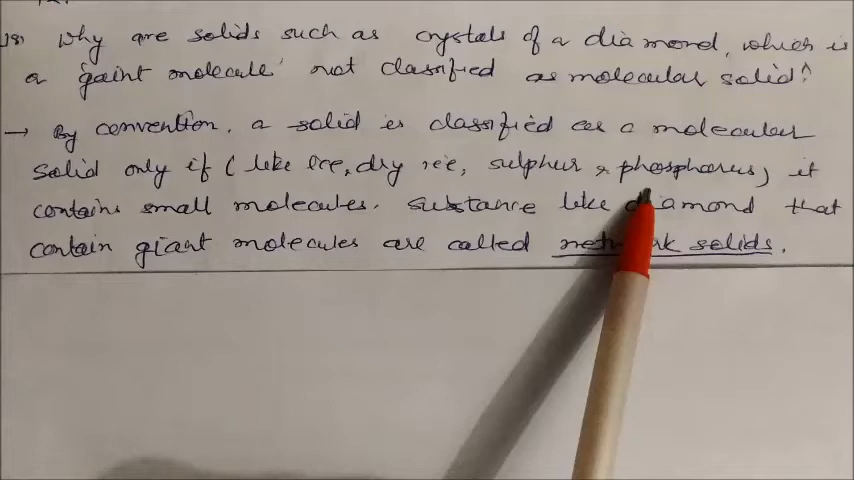 18) Why are solids such as crystals of a diamond, which is
a 'gaint molecule' not classified as molecular solid?
→ By convention, a solid is classified as a molecular
solid only if ( like Ice, dry ice, sulphur & phosphorus) it
contains small molecules. Substance like diamond that
contain giant molecules are called network solids.